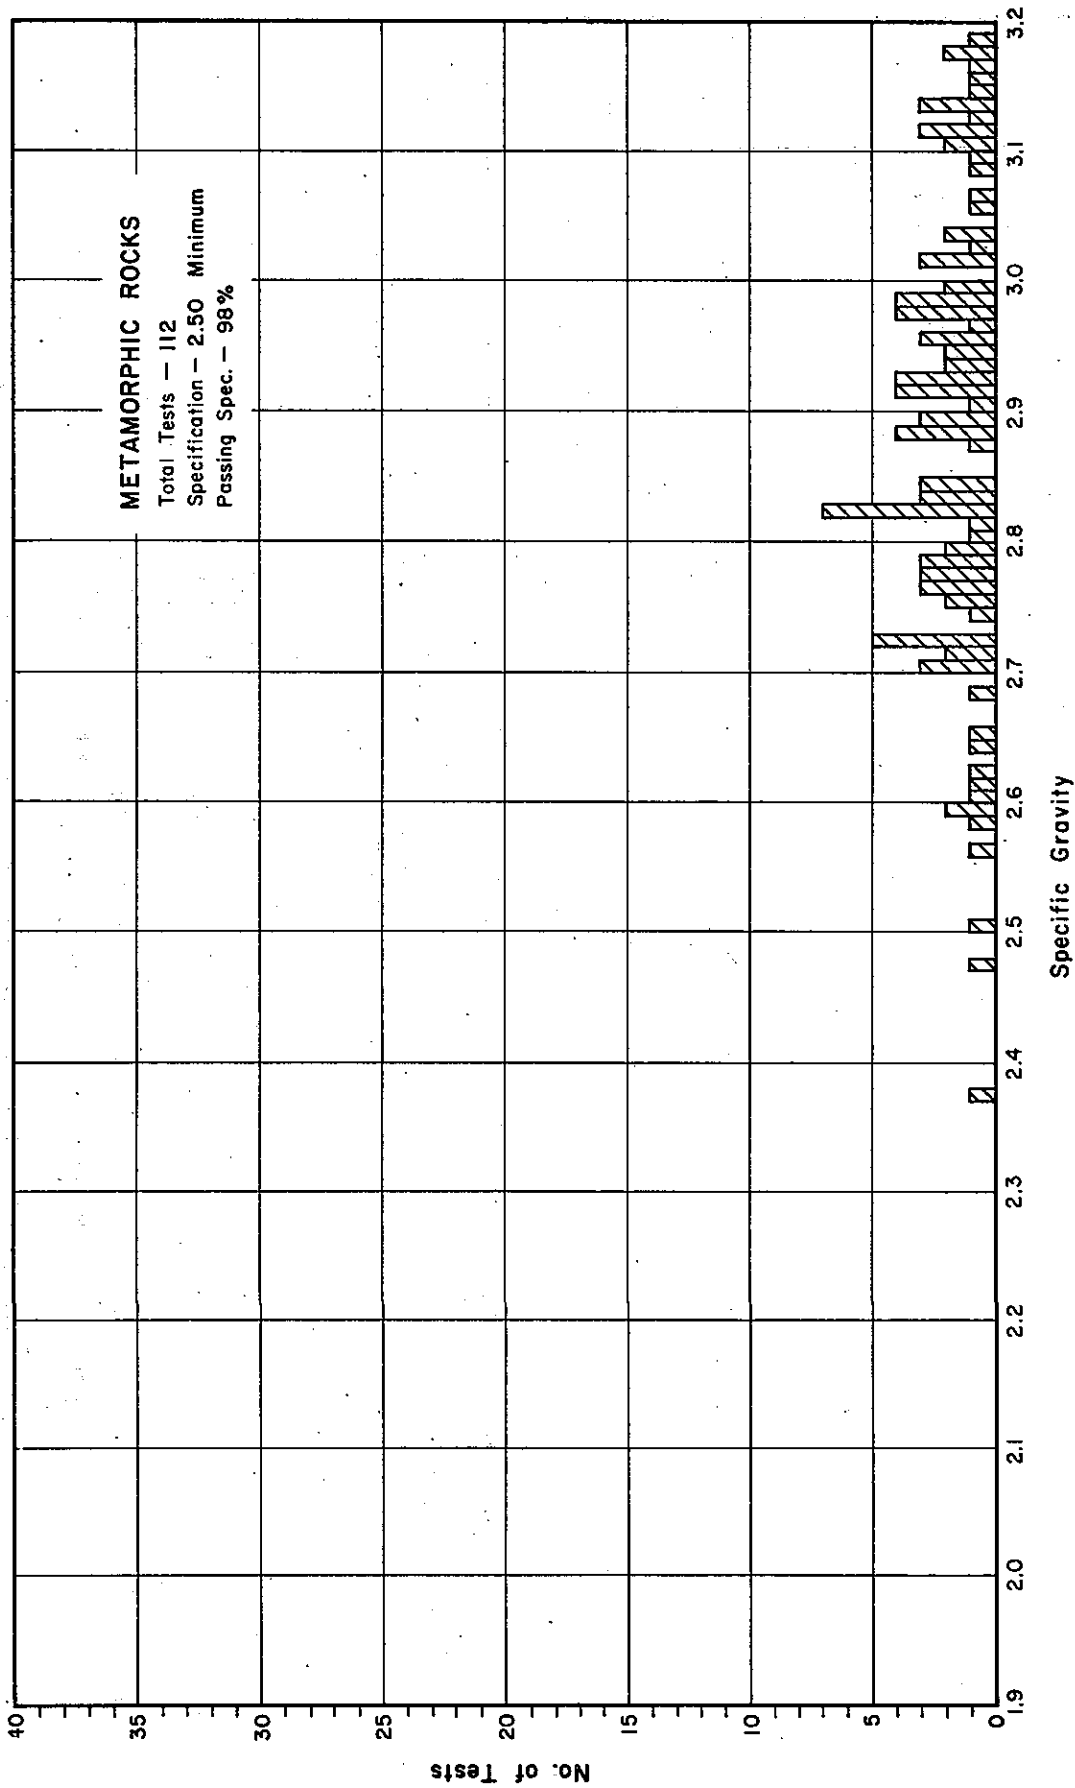 METAMORPHIC ROCKS
Total Tests — 112
Specification — 2.50 Minimum
Passing Spec. — 98%
No. of Tests
40
35
30
25
20
15
10
5
0
1.9 2.0 2.1 2.2 2.3 2.4 2.5 2.6 2.7 2.8 2.9 3.0 3.1 3.2
Specific Gravity